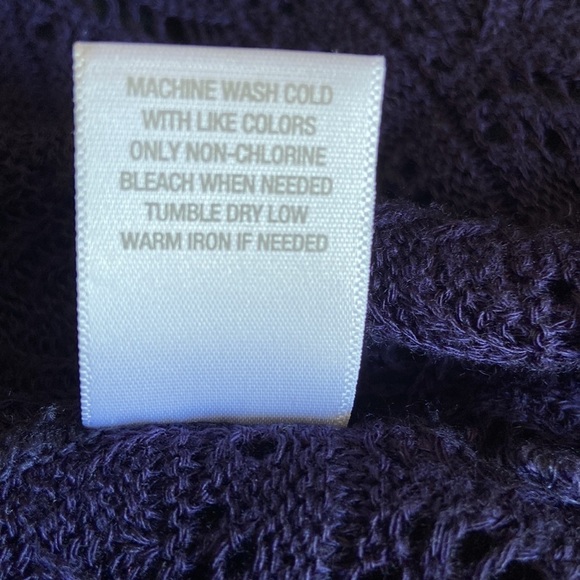 MACHINE WASH COLD
WITH LIKE COLORS
ONLY NON-CHLORINE
BLEACH WHEN NEEDED
TUMBLE DRY LOW
WARM IRON IF NEEDED